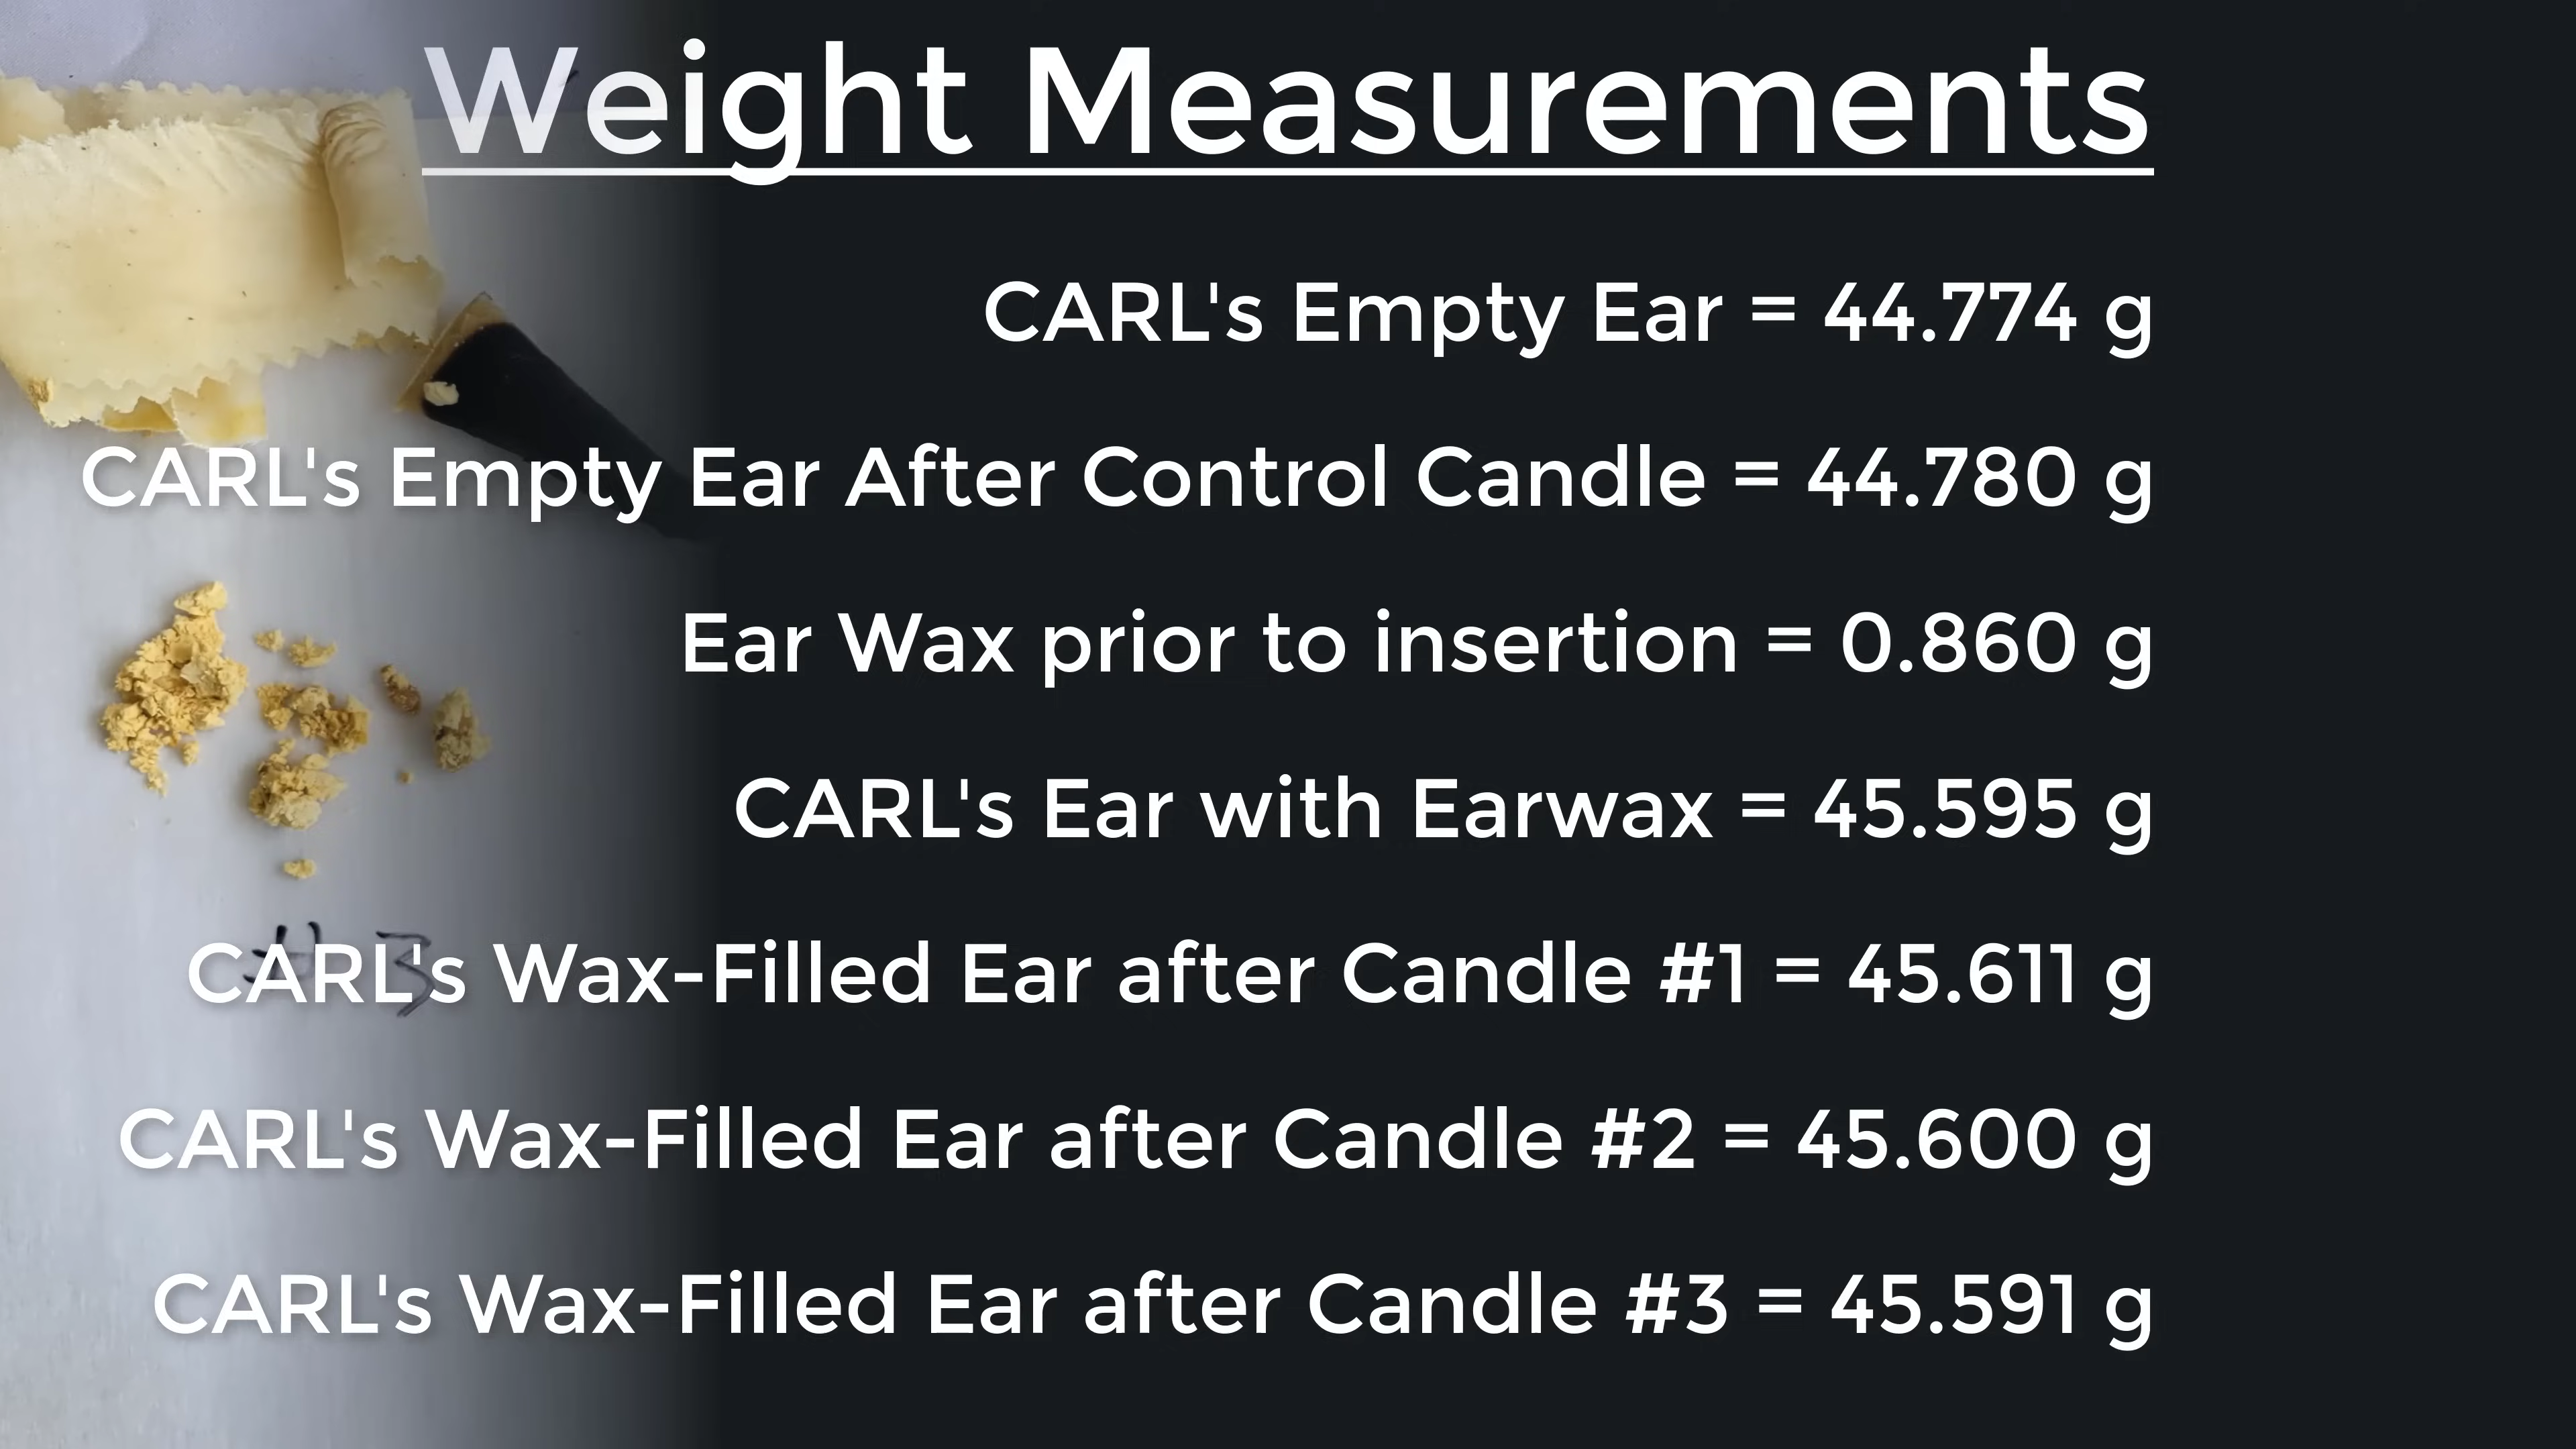 Weight Measurements
CARL's Empty Ear = 44.774 g
CARL's Empty Ear After Control Candle = 44.780 g
Ear Wax prior to insertion = 0.860 g
CARL's Ear with Earwax = 45.595 g
CARL's Wax-Filled Ear after Candle #1 = 45.611 g
# 3
CARL's Wax-Filled Ear after Candle #2 = 45.600 g
CARL's Wax-Filled Ear after Candle #3 = 45.591 g